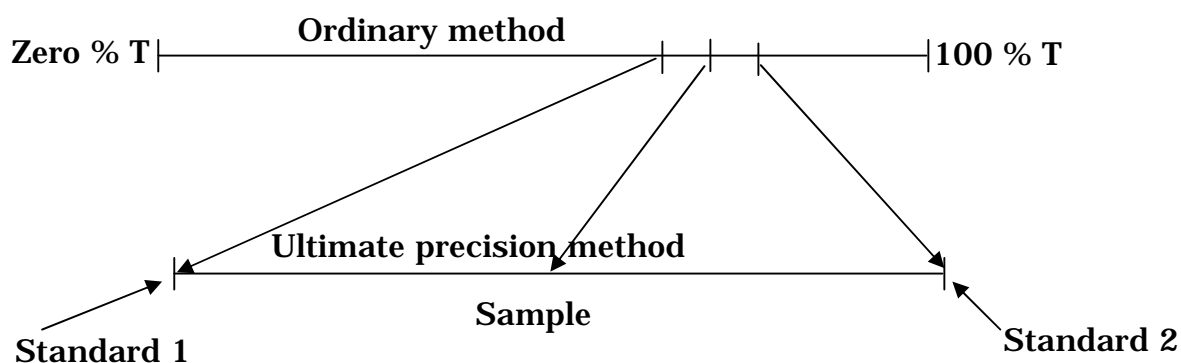 Ordinary method
Zero % T
100 % T
Ultimate precision method
Sample
Standard 1
Standard 2